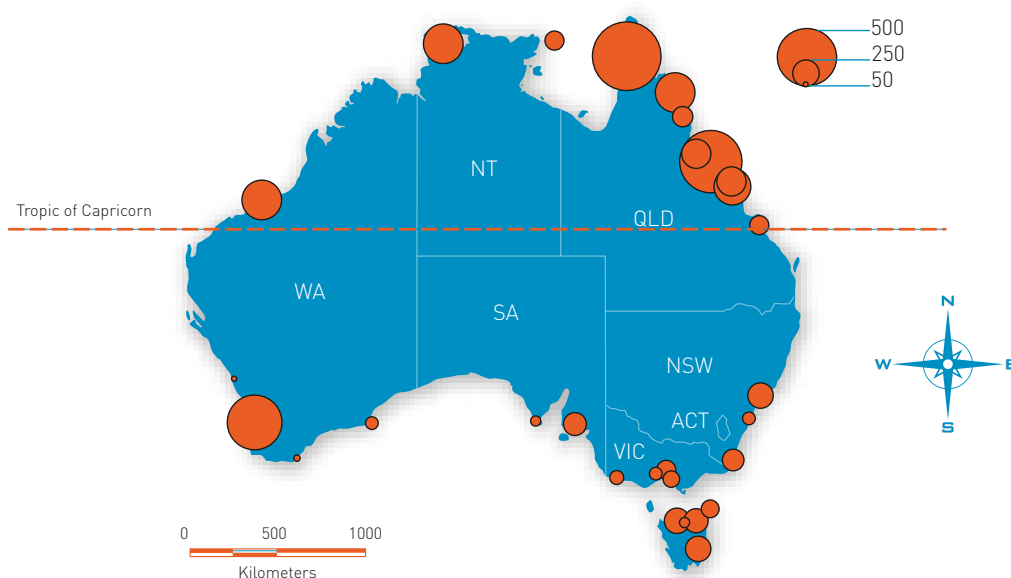 500
250
50
NT
Tropic of Capricorn
QLD
WA
SA
N
W
E
S
NSW
ACT
VIC
0
500
1000
Kilometers